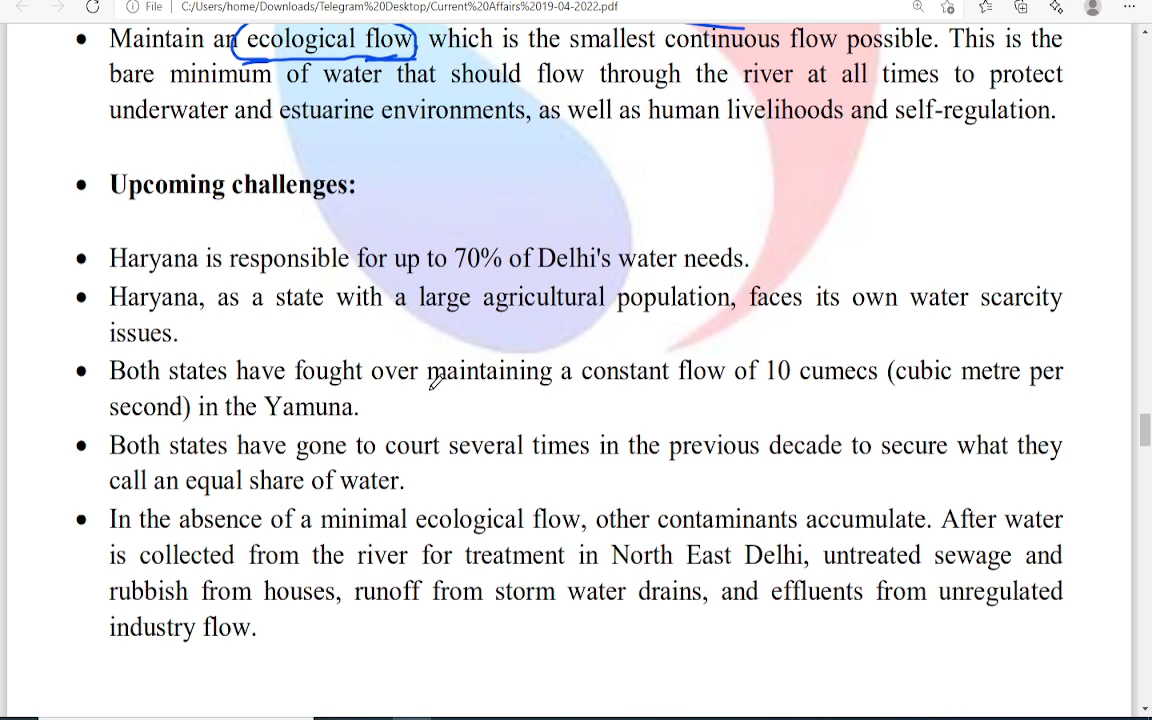 File | C:/Users/home/Downloads/Telegram%20Desktop/Current%20Affairs%2019-04-2022.pdf
• Maintain an ecological flow, which is the smallest continuous flow possible. This is the
bare minimum of water that should flow through the river at all times to protect
underwater and estuarine environments, as well as human livelihoods and self-regulation.
• Upcoming challenges:
• Haryana is responsible for up to 70% of Delhi's water needs.
• Haryana, as a state with a large agricultural population, faces its own water scarcity
issues.
• Both states have fought over maintaining a constant flow of 10 cumecs (cubic metre per
second) in the Yamuna.
• Both states have gone to court several times in the previous decade to secure what they
call an equal share of water.
• In the absence of a minimal ecological flow, other contaminants accumulate. After water
is collected from the river for treatment in North East Delhi, untreated sewage and
rubbish from houses, runoff from storm water drains, and effluents from unregulated
industry flow.